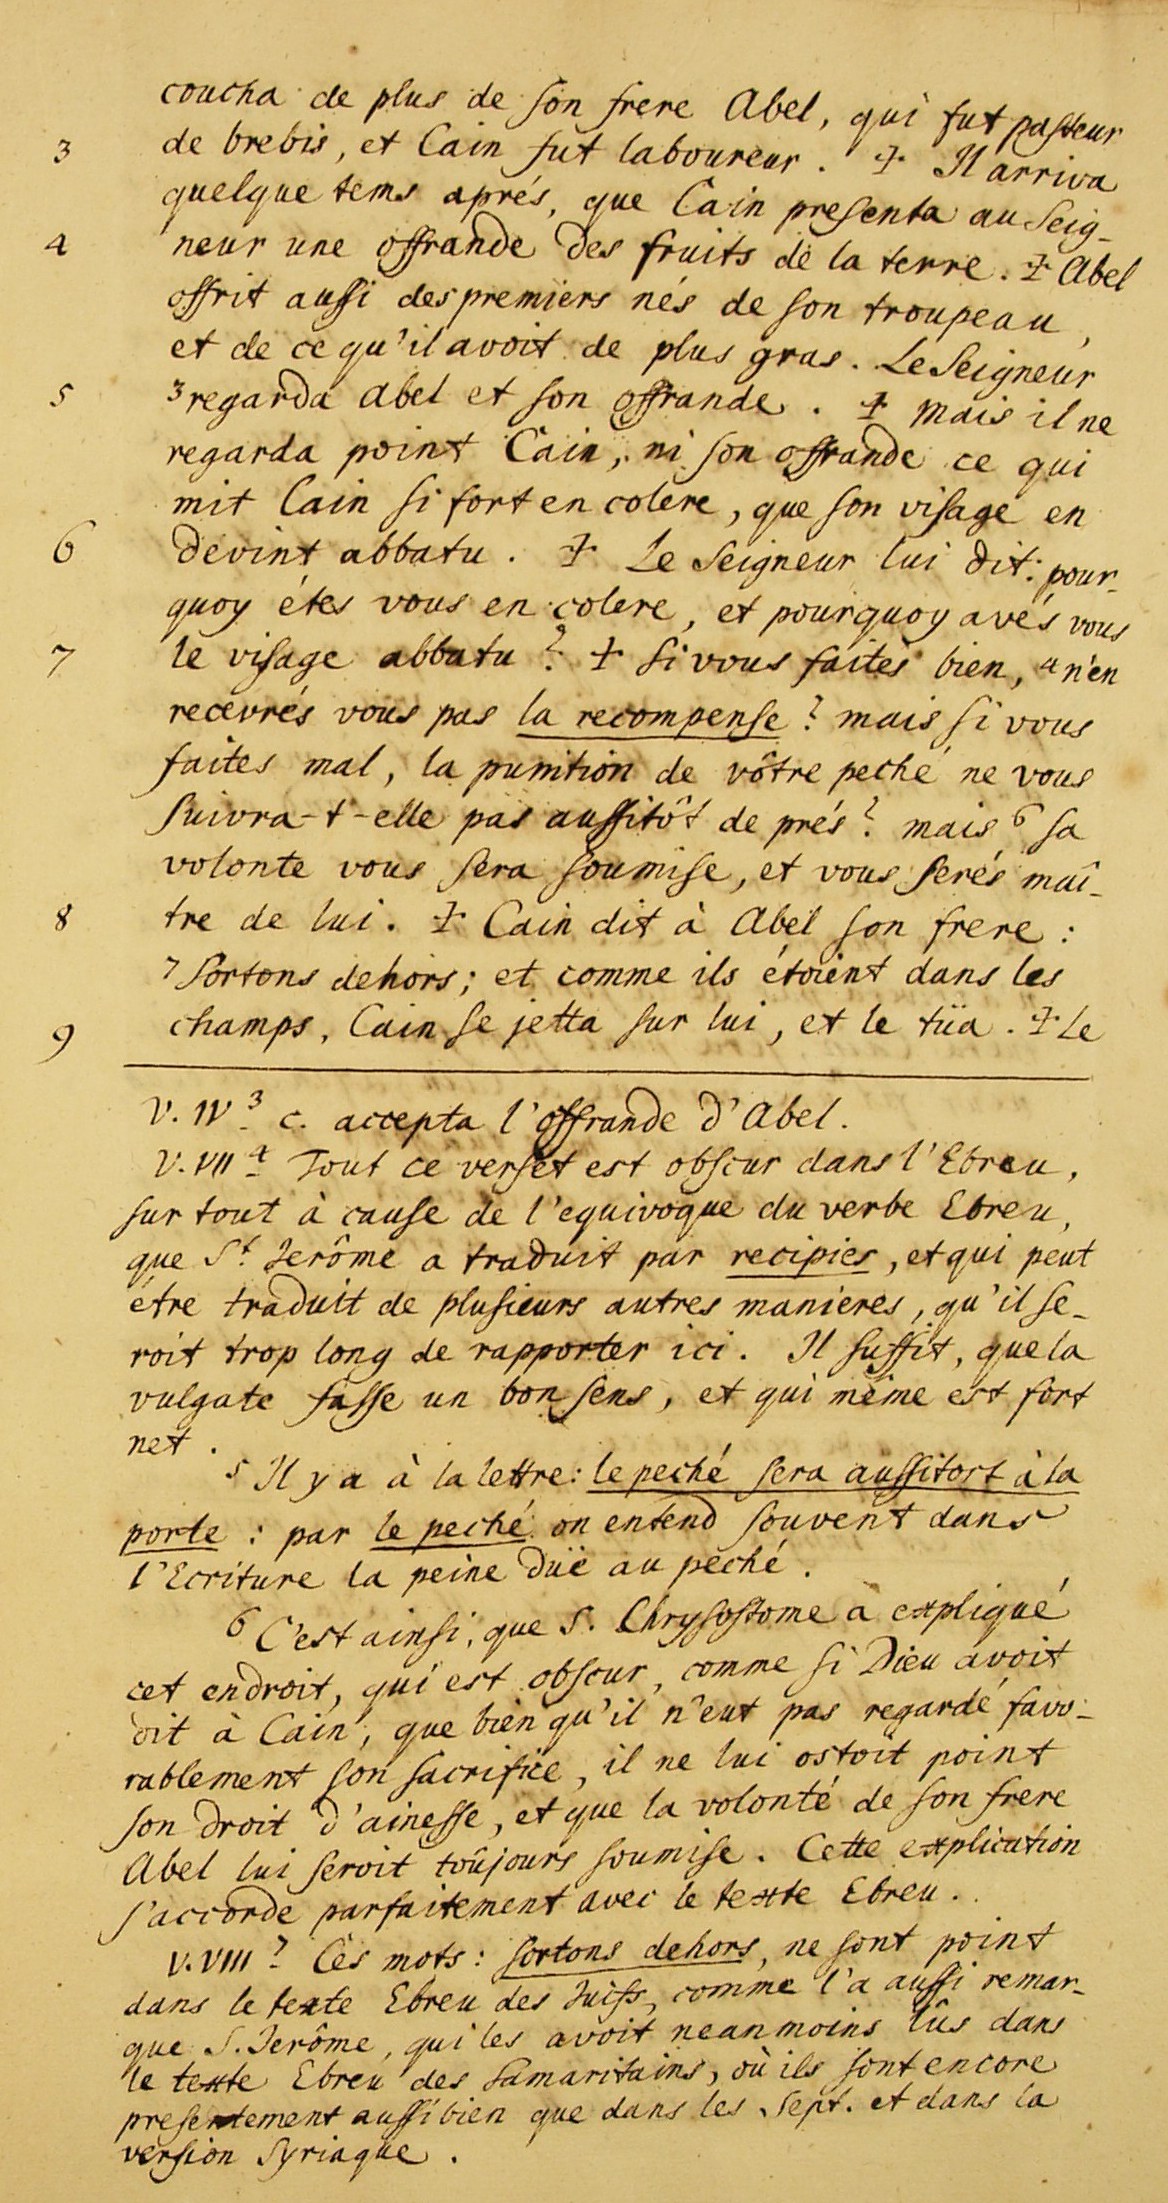 coucha de plus de son frere Abel, qui fut pasteur
3 de brebis, et Cain fut laboureur. ‡ Il arriva
quelque tems aprés, que Cain presenta au Seig-
4 neur une offrande des fruits de la terre. ‡ Abel
offrit aussi des premiers nés de son troupeau,
et de ce qu'il avoit de plus gras. Le Seigneur
5 ³regarda Abel et son offrande. ‡ Mais il ne
regarda point Cain, ni son offrande ce qui
mit Cain si fort en colere, que son visage en
6 devint abbatu. ‡ Le Seigneur lui dit: pour-
quoy étes vous en colere, et pourquoy avés vous
7 le visage abbatu? ‡ Si vous faites bien, ⁴n'en
recevrés vous pas la recompense? mais si vous
faites mal, la punition de vôtre peché ne vous
suivra-t-elle pas aussitôt de prés? mais ⁶ sa
volonte vous sera soumise, et vous serés maî-
8 tre de lui. ‡ Cain dit à Abel son frere:
⁷ Sortons dehors; et comme ils étoient dans les
9 champs, Cain se jetta sur lui, et le tüa. ‡ Le
V. IV ³ c. accepta l'offrande d'Abel.
V. VII ⁴ Tout ce verset est obscur dans l'Ebreu,
sur tout à cause de l'equivoque du verbe Ebreu,
que St. Jerôme a traduit par recipies, et qui peut
étre traduit de plusieurs autres manieres, qu'il se-
roit trop long de rapporter ici. Il suffit, que la
vulgate fasse un bon sens, et qui méme est fort
net.
⁵ Il y a à la lettre: le peché sera aussitost à la
porte: par le peché on entend souvent dans
l'Ecriture la peine duë au peché.
⁶ C'est ainsi, que S. Chrysostome a expliqué
cet endroit, qui est obscur, comme si Dieu avoit
dit à Cain, que bien qu'il n'eut pas regardé favo-
rablement son sacrifice, il ne lui ostoit point
son droit d'ainesse, et que la volonté de son frere
Abel lui seroit toûjours soumise. Cette explication
s'accorde parfaitement avec le texte Ebreu.
V. VIII ⁷ Ces mots: sortons dehors, ne sont point
dans le texte Ebreu des Juifs, comme l'a aussi remar-
que S. Jerôme, qui les avoit neanmoins lûs dans
le texte Ebreu des Samaritains, où ils sont encore
presentement aussi bien que dans les Sept. et dans la
version Syriaque.